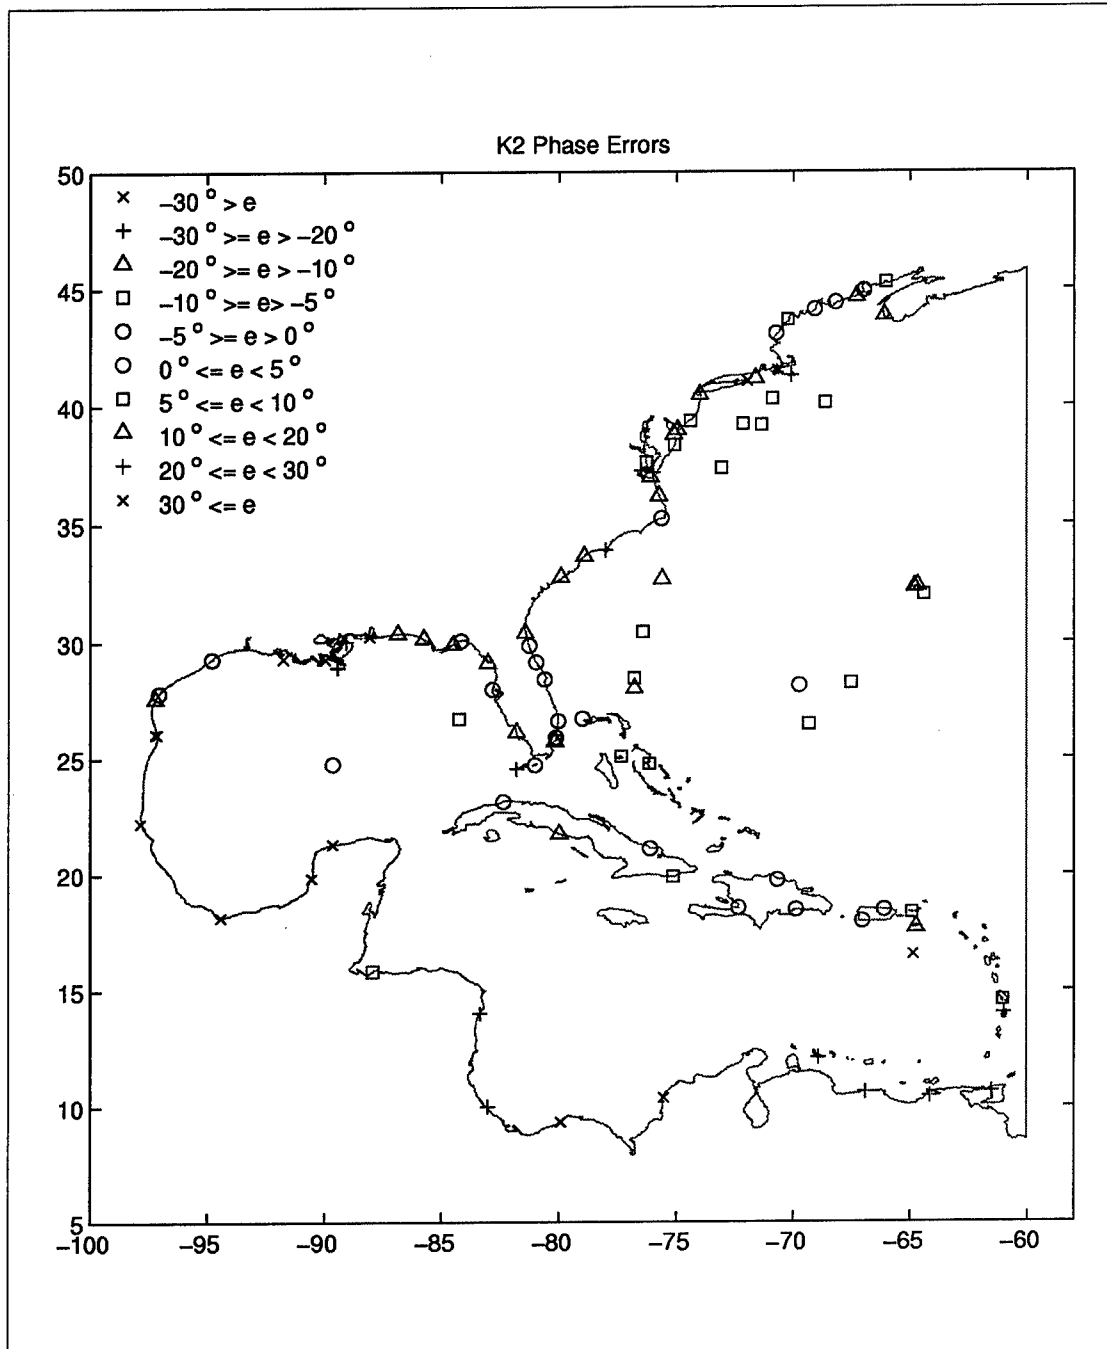 K2 Phase Errors
50
45
40
35
30
25
20
15
10
5
× −30 ° > e
+ −30 ° >= e > −20 °
△ −20 ° >= e > −10 °
□ −10 ° >= e> −5 °
○ −5 ° >= e > 0 °
○ 0 ° <= e < 5 °
□ 5 ° <= e < 10 °
△ 10 ° <= e < 20 °
+ 20 ° <= e < 30 °
× 30 ° <= e
−100 −95 −90 −85 −80 −75 −70 −65 −60